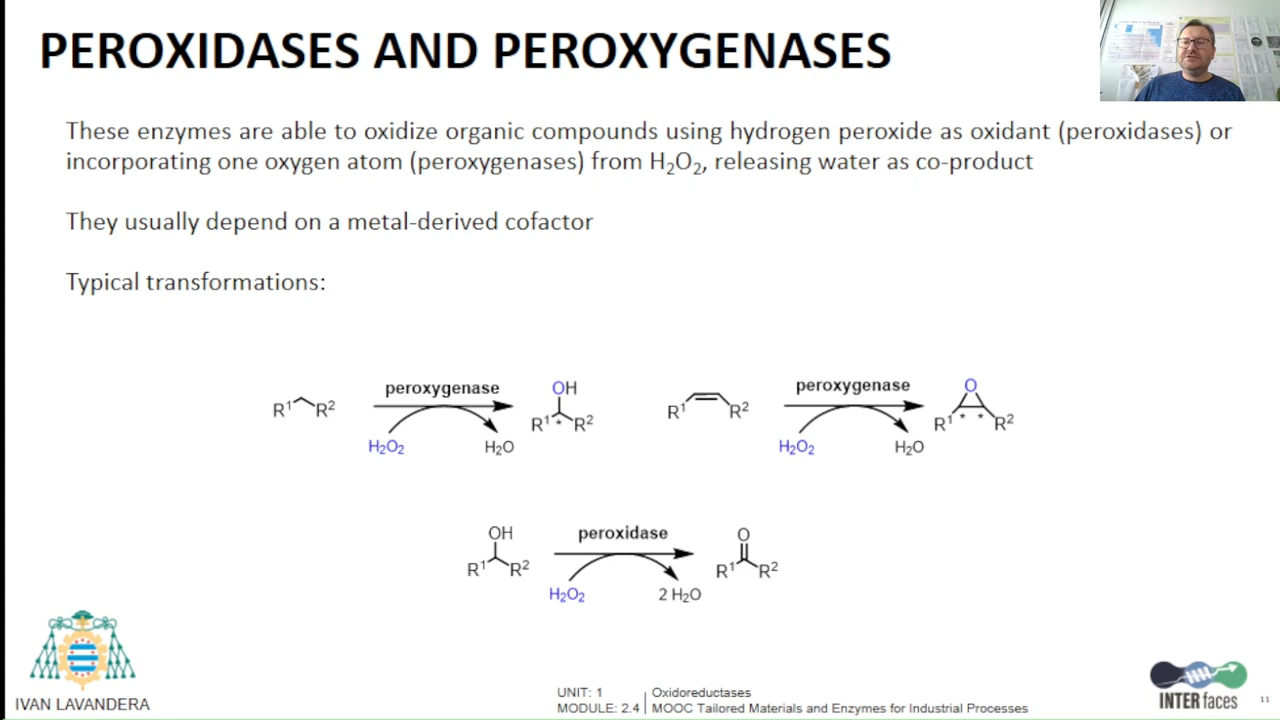 PEROXIDASES AND PEROXYGENASES
These enzymes are able to oxidize organic compounds using hydrogen peroxide as oxidant (peroxidases) or
incorporating one oxygen atom (peroxygenases) from H₂O₂, releasing water as co-product
They usually depend on a metal-derived cofactor
Typical transformations:
R¹ R² peroxygenase H₂O₂ H₂O OH R¹ * R²
R¹ R² peroxygenase H₂O₂ H₂O O R¹ * * R²
OH R¹ R² peroxidase H₂O₂ 2 H₂O O R¹ R²
IVAN LAVANDERA
UNIT: 1
MODULE: 2.4
Oxidoreductases
MOOC Tailored Materials and Enzymes for Industrial Processes
INTERfaces
11